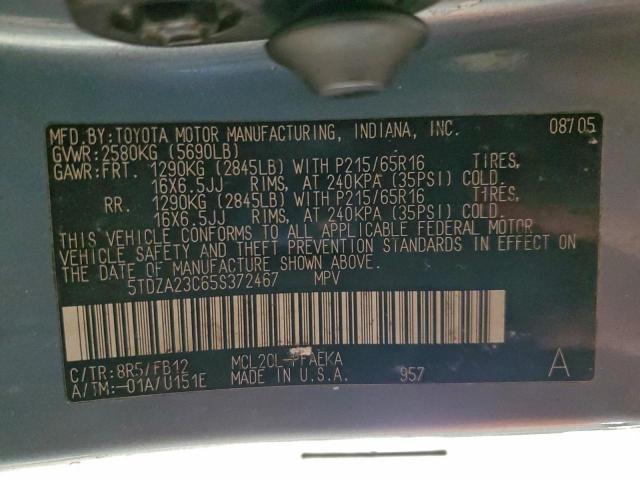 MFD.BY:TOYOTA MOTOR MANUFACTURING, INDIANA, INC. 08/05
GVWR:2580KG (5690LB)
GAWR:FRT. 1290KG (2845LB) WITH P215/65R16 TIRES,
16X6.5JJ RIMS, AT 240KPA (35PSI) COLD.
RR. 1290KG (2845LB) WITH P215/65R16 TIRES,
16X6.5JJ RIMS, AT 240KPA (35PSI) COLD.
THIS VEHICLE CONFORMS TO ALL APPLICABLE FEDERAL MOTOR
VEHICLE SAFETY AND THEFT PREVENTION STANDARDS IN EFFECT ON
THE DATE OF MANUFACTURE SHOWN ABOVE.
5TDZA23C65S372467 MPV
C/TR:8R5/FB12 MCL20L-PFAEKA
A/TM:-01A/U151E MADE IN U.S.A. 957 A